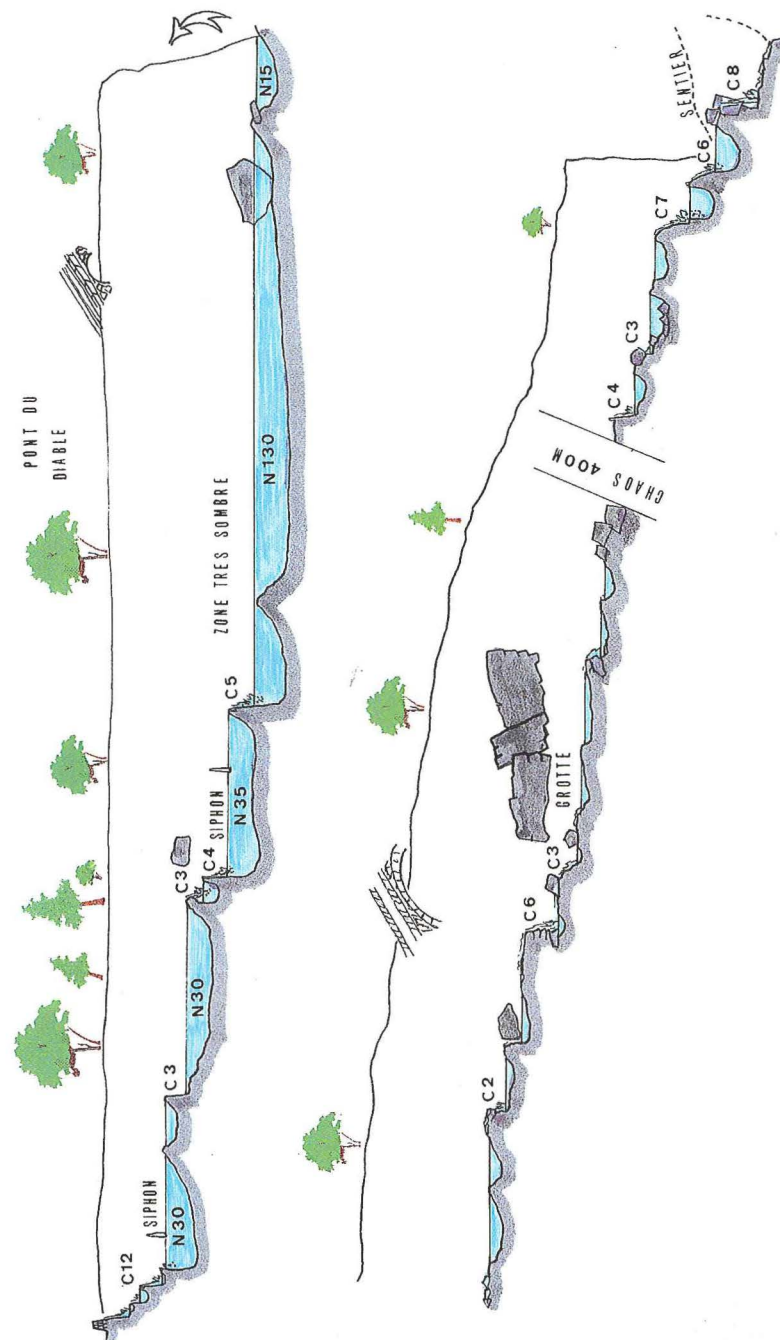 PONT DU
DIABLE
C12
SIPHON
N30
C3
N30
C3
C4
SIPHON
N35
C5
ZONE TRES SOMBRE
N130
N15
C2
C6
C3
GROTTE
CHAOS 400M
C4
C3
C7
C6
SENTIER
C8